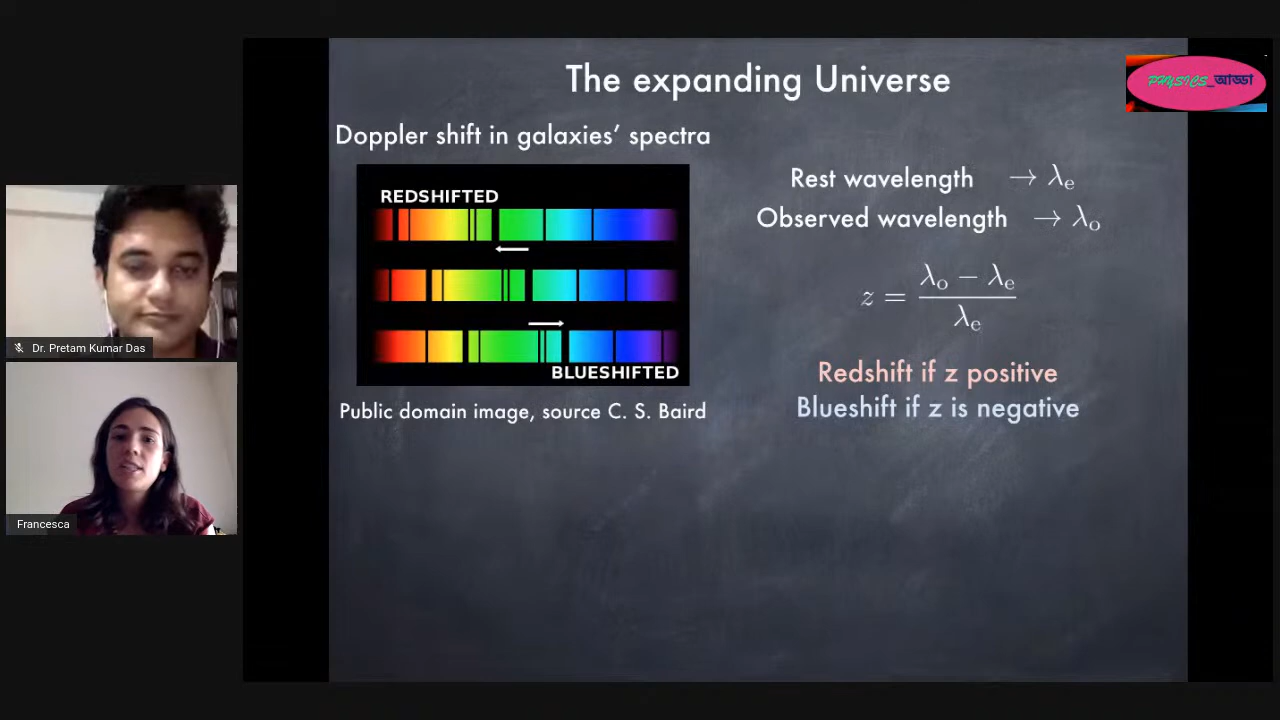 The expanding Universe
PHYSICS_আড্ডা
Doppler shift in galaxies’ spectra
REDSHIFTED
BLUESHIFTED
Public domain image, source C. S. Baird
Rest wavelength → λe
Observed wavelength → λo
z = (λo − λe) / λe
Redshift if z positive
Blueshift if z is negative
Dr. Pretam Kumar Das
Francesca